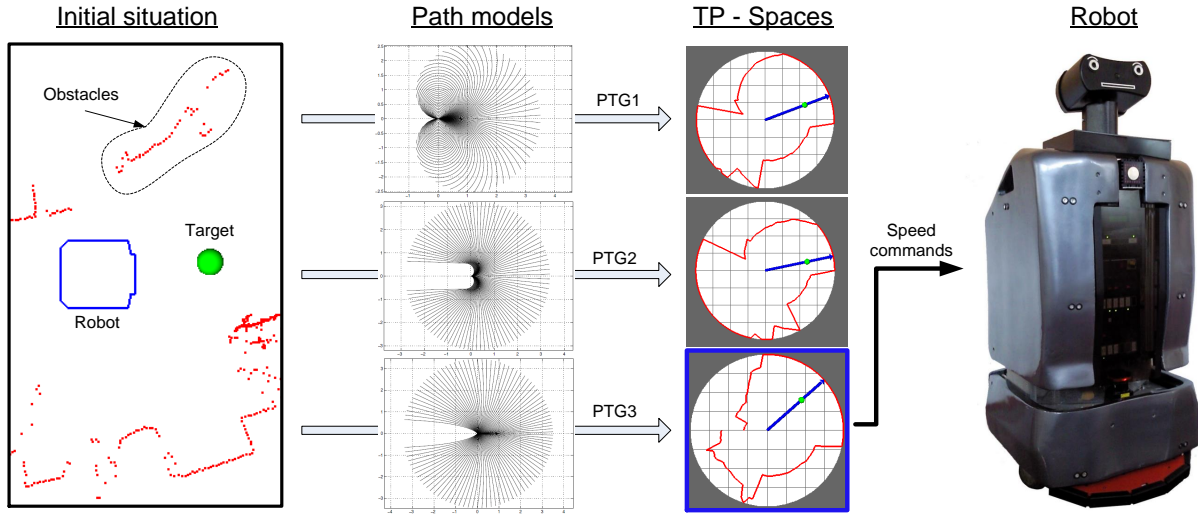 Initial situation
Path models
TP - Spaces
Robot
Obstacles
Target
Robot
PTG1
PTG2
PTG3
Speed
commands